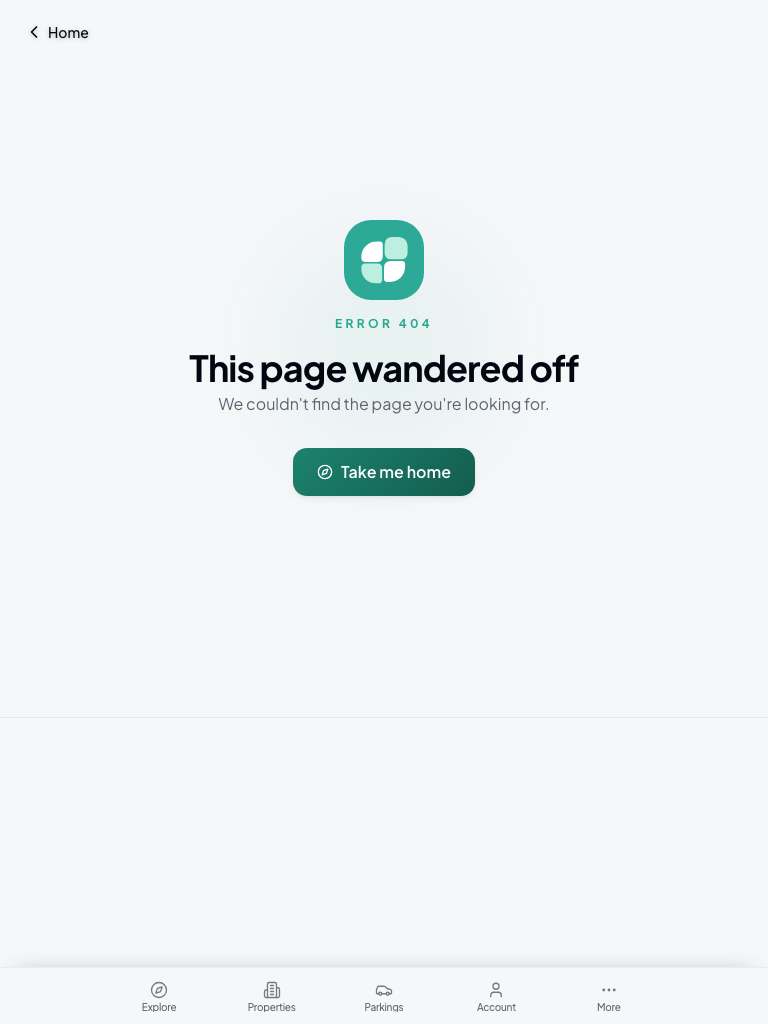 Home
ERROR 404
This page wandered off
We couldn't find the page you're looking for.
Take me home
Explore
Properties
Parkings
Account
More